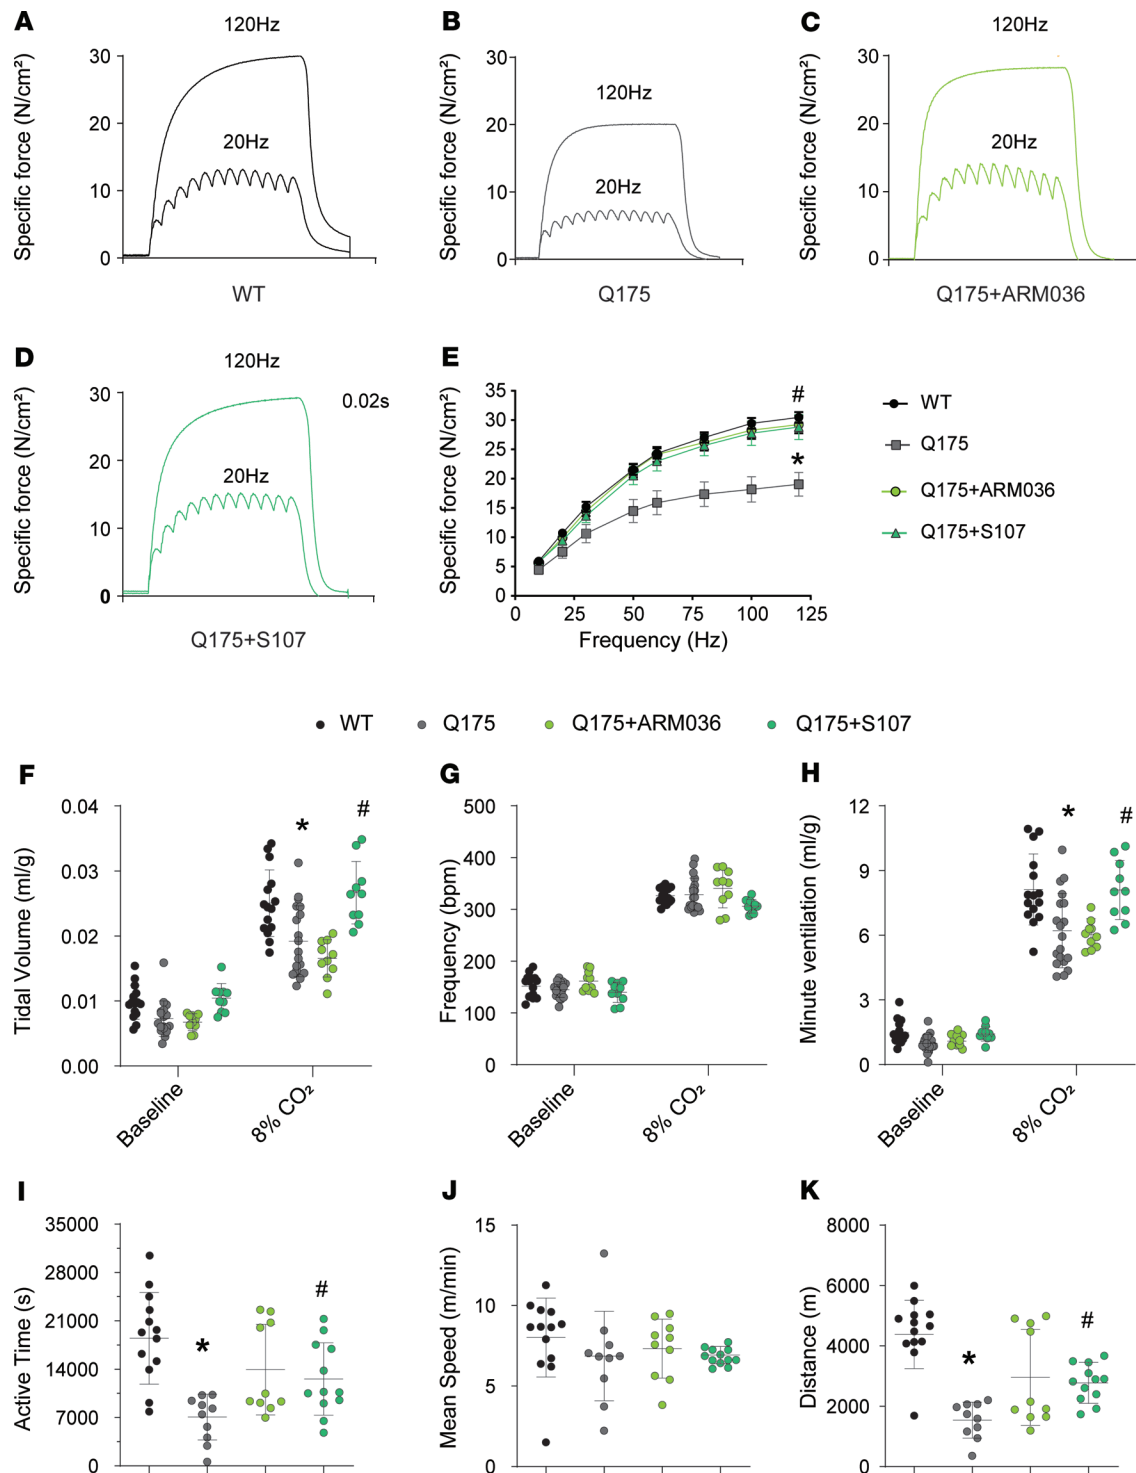 A
120Hz
Specific force (N/cm²)
30
20
10
0
20Hz
WT
B
120Hz
Specific force (N/cm²)
30
20
10
0
20Hz
Q175
C
120Hz
Specific force (N/cm²)
30
20
10
0
20Hz
Q175+ARM036
D
120Hz
Specific force (N/cm²)
30
20
10
0
20Hz
0.02s
Q175+S107
E
Specific force (N/cm²)
35
30
25
20
15
10
5
0
#
*
0 25 50 75 100 125
Frequency (Hz)
WT
Q175
Q175+ARM036
Q175+S107
WT Q175 Q175+ARM036 Q175+S107
F
Tidal Volume (ml/g)
0.04
0.03
0.02
0.01
0.00
*
#
Baseline
8% CO₂
G
Frequency (bpm)
500
400
300
200
100
0
Baseline
8% CO₂
H
Minute ventilation (ml/g)
12
9
6
3
0
*
#
Baseline
8% CO₂
I
Active Time (s)
35000
28000
21000
14000
7000
0
*
#
J
Mean Speed (m/min)
15
10
5
0
K
Distance (m)
8000
6000
4000
2000
0
*
#